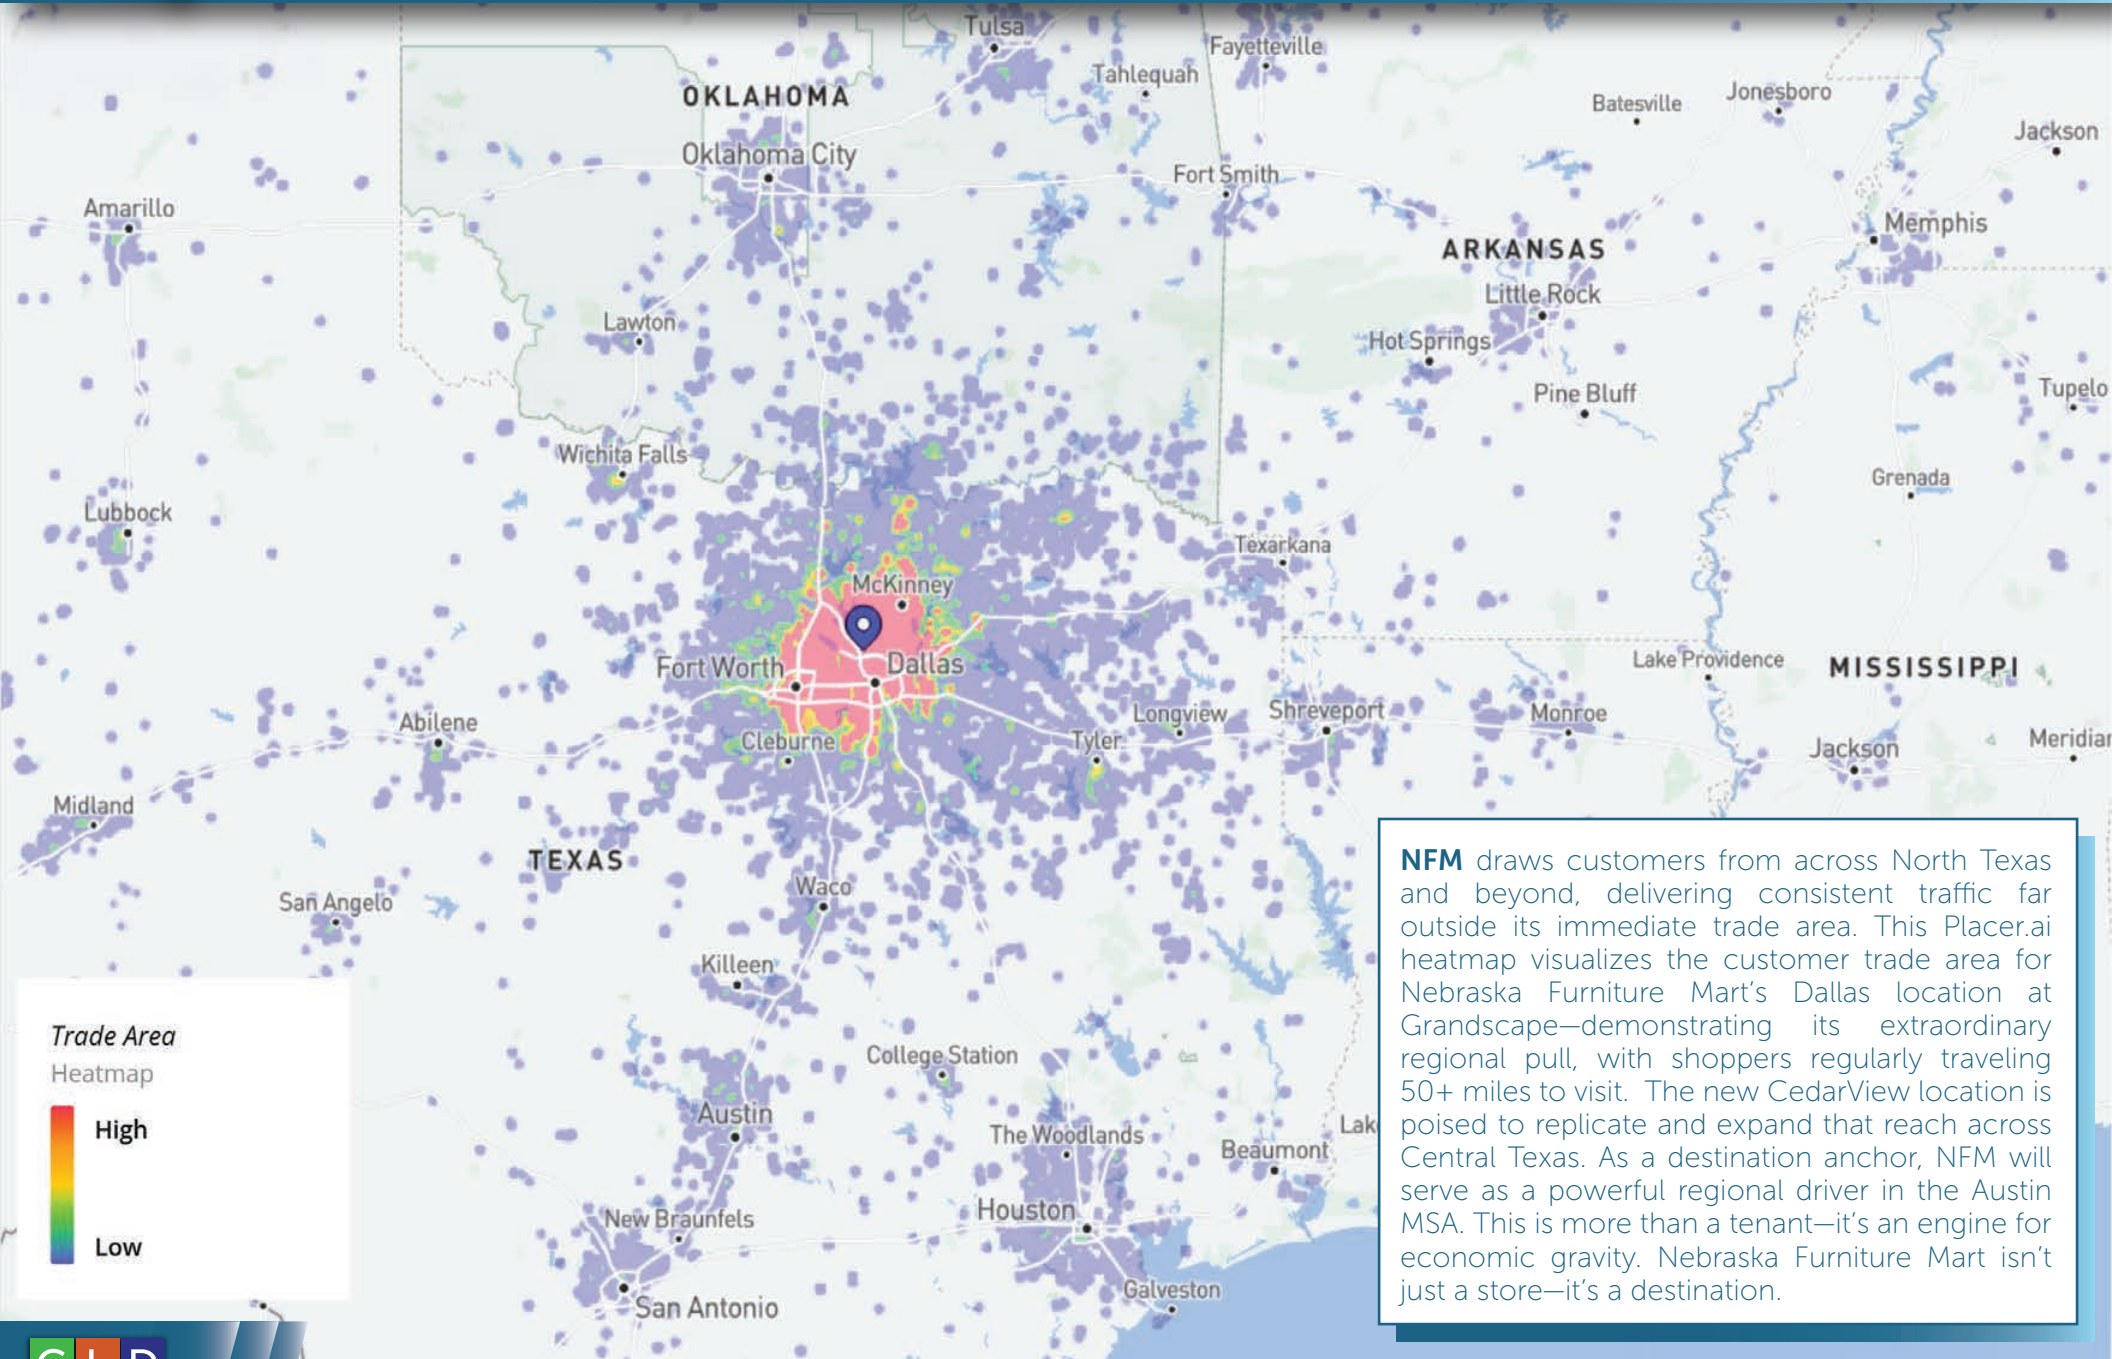 Tulsa
Fayetteville
Tahlequah
OKLAHOMA
Batesville
Jonesboro
Jackson
Oklahoma City
Fort Smith
Amarillo
Memphis
ARKANSAS
Little Rock
Lawton
Hot Springs
Pine Bluff
Tupelo
Wichita Falls
Grenada
Lubbock
Texarkana
McKinney
Fort Worth
Dallas
Lake Providence
MISSISSIPPI
Abilene
Longview
Shreveport
Monroe
Cleburne
Tyler
Jackson
Meridian
Midland
TEXAS
Waco
San Angelo
Killeen
College Station
Austin
The Woodlands
Beaumont
Lak
New Braunfels
Houston
Galveston
San Antonio
Trade Area
Heatmap
High
Low
NFM draws customers from across North Texas
and beyond, delivering consistent traffic far
outside its immediate trade area. This Placer.ai
heatmap visualizes the customer trade area for
Nebraska Furniture Mart's Dallas location at
Grandscape—demonstrating its extraordinary
regional pull, with shoppers regularly traveling
50+ miles to visit. The new CedarView location is
poised to replicate and expand that reach across
Central Texas. As a destination anchor, NFM will
serve as a powerful regional driver in the Austin
MSA. This is more than a tenant—it's an engine for
economic gravity. Nebraska Furniture Mart isn't
just a store—it's a destination.